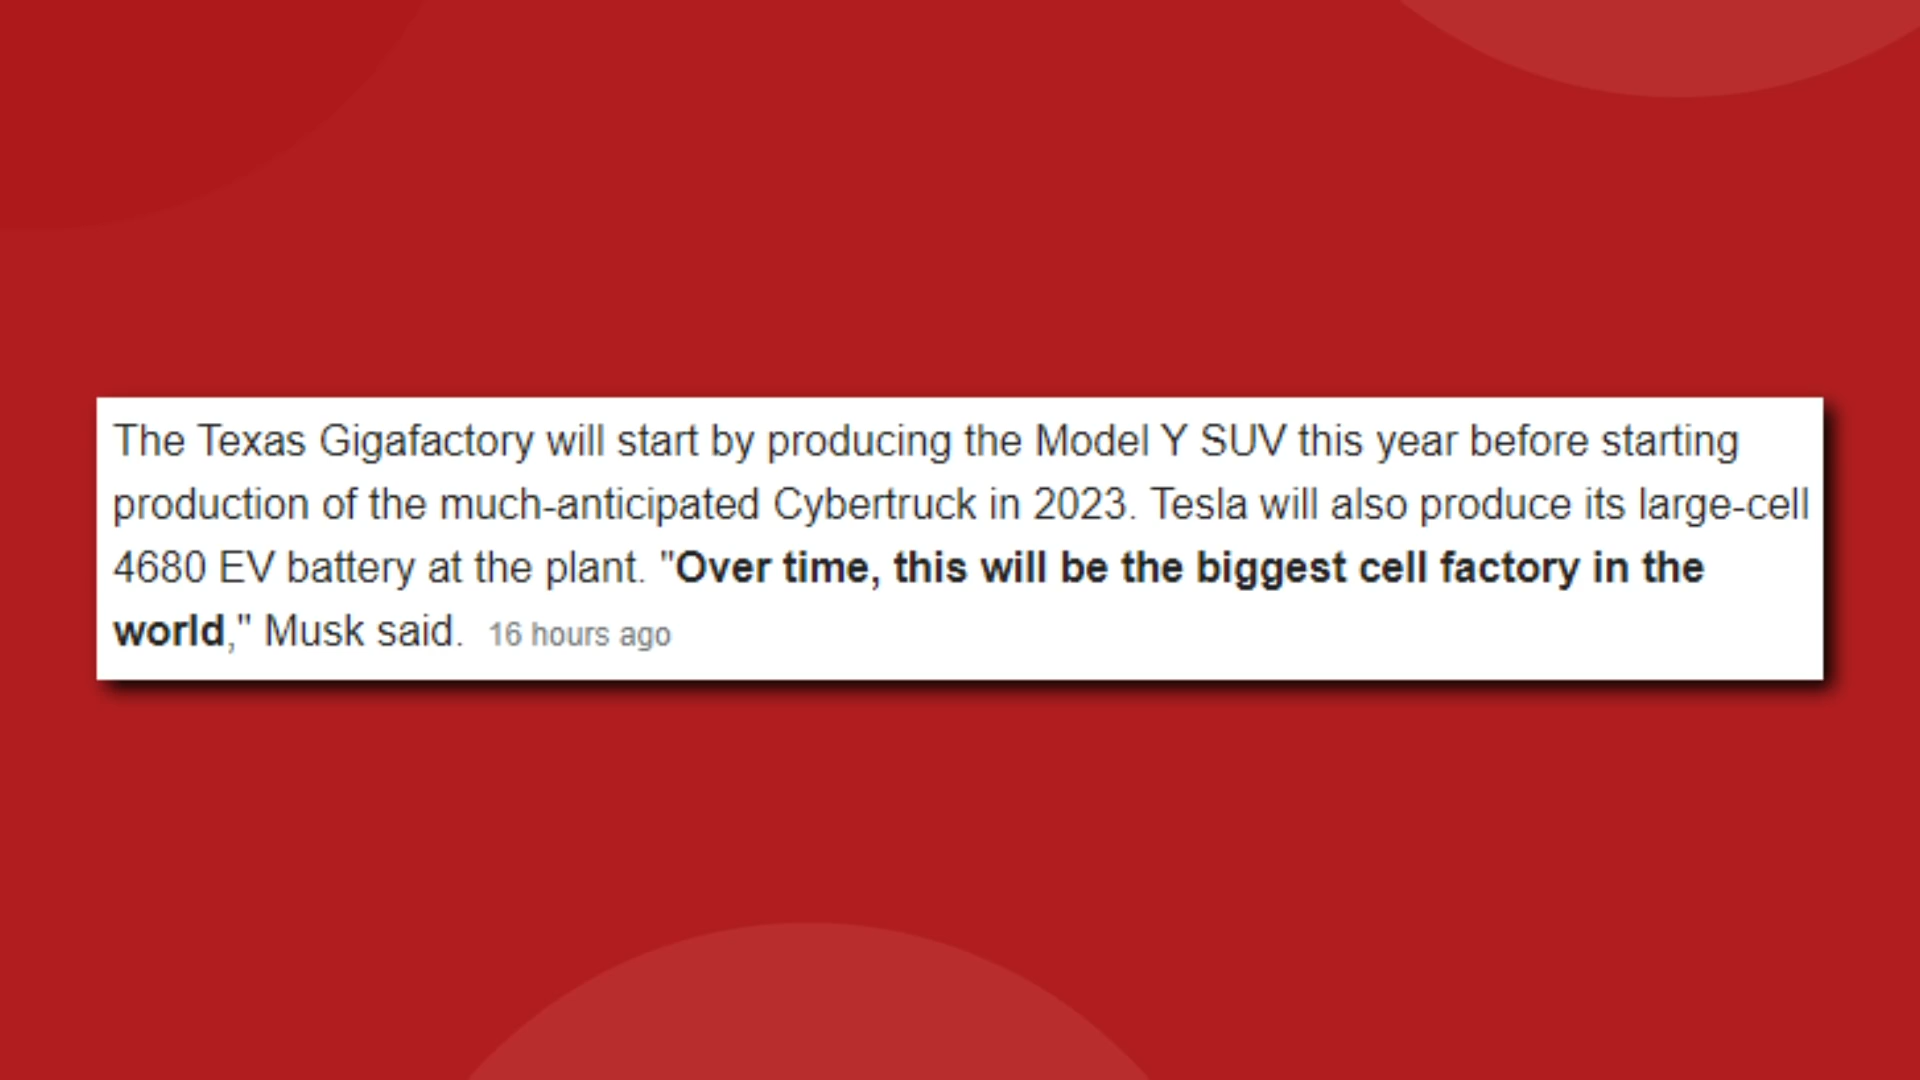 The Texas Gigafactory will start by producing the Model Y SUV this year before starting
production of the much-anticipated Cybertruck in 2023. Tesla will also produce its large-cell
4680 EV battery at the plant. "Over time, this will be the biggest cell factory in the
world," Musk said. 16 hours ago